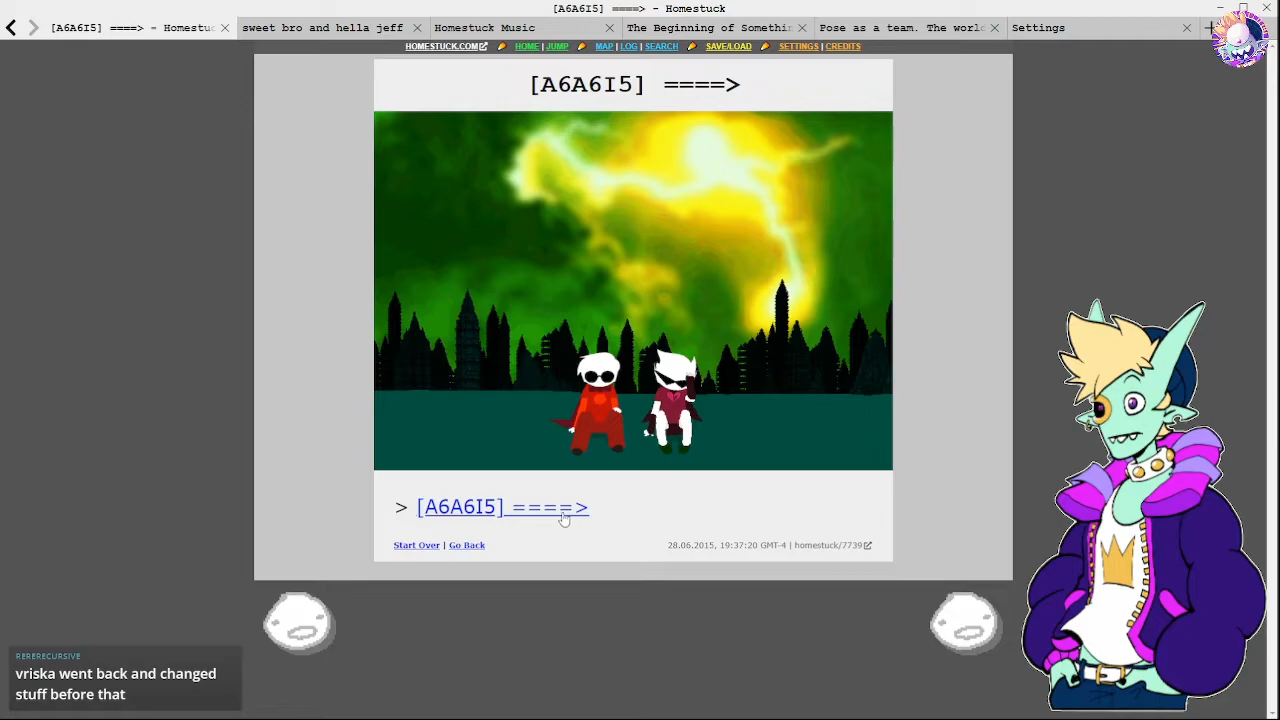 [A6A6I5] ====> - Homestuck
[A6A6I5] ====> - Homestuc
sweet bro and hella jeff
Homestuck Music
The Beginning of Somethin
Pose as a team. The worl
Settings
HOMESTUCK.COM HOME | JUMP MAP | LOG | SEARCH SAVE/LOAD SETTINGS | CREDITS
[A6A6I5] ====>
> [A6A6I5] ====>
Start Over | Go Back
28.06.2015, 19:37:20 GMT-4 | homestuck/7739
RERERECURSIVE
vriska went back and changed
stuff before that